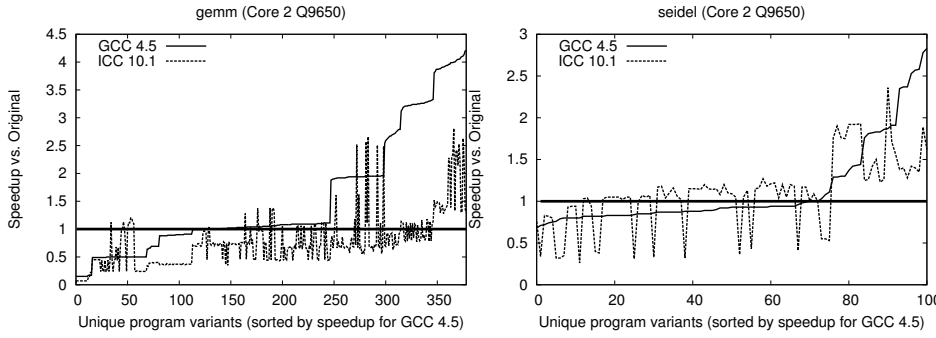 gemm (Core 2 Q9650)
GCC 4.5
ICC 10.1
Speedup vs. Original
4.5
4
3.5
3
2.5
2
1.5
1
0.5
0
0 50 100 150 200 250 300 350
Unique program variants (sorted by speedup for GCC 4.5)
seidel (Core 2 Q9650)
GCC 4.5
ICC 10.1
Speedup vs. Original
3
2.5
2
1.5
1
0.5
0
0 20 40 60 80 100
Unique program variants (sorted by speedup for GCC 4.5)